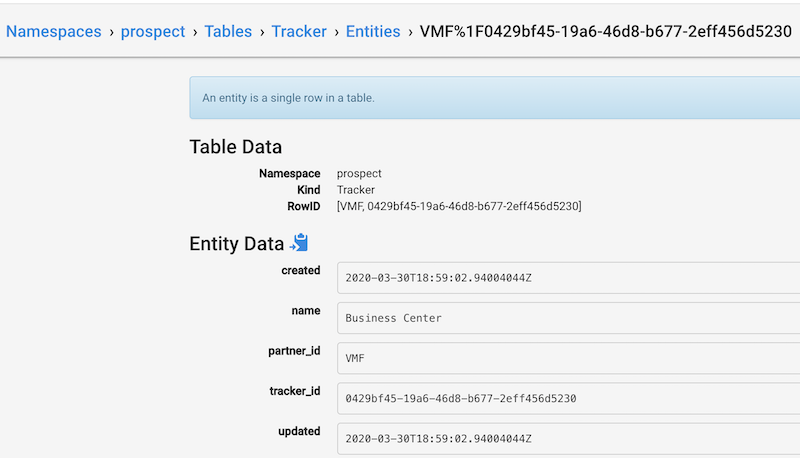 Namespaces › prospect › Tables › Tracker › Entities › VMF%1F0429bf45-19a6-46d8-b677-2eff456d5230
An entity is a single row in a table.
Table Data
Namespace prospect
Kind Tracker
RowID [VMF, 0429bf45-19a6-46d8-b677-2eff456d5230]
Entity Data
created 2020-03-30T18:59:02.94004044Z
name Business Center
partner_id VMF
tracker_id 0429bf45-19a6-46d8-b677-2eff456d5230
updated 2020-03-30T18:59:02.94004044Z